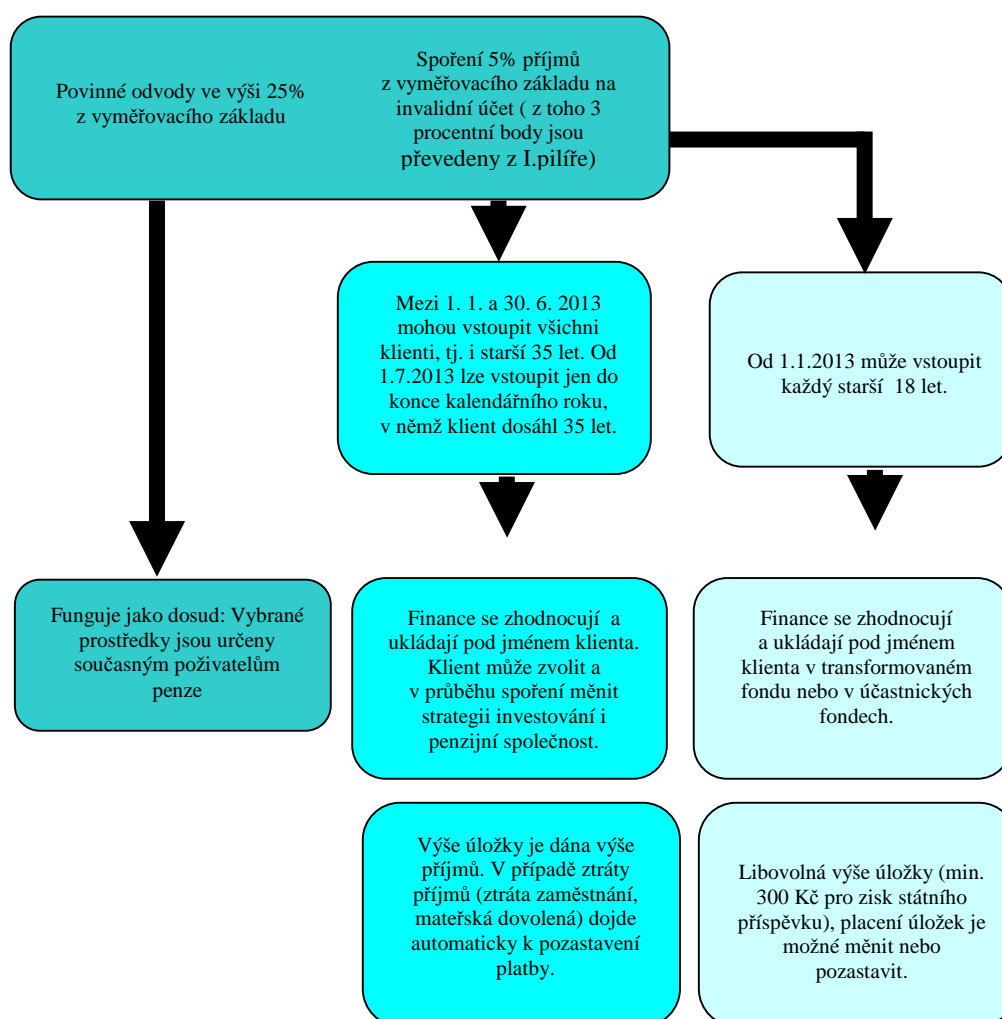 Povinné odvody ve výši 25%
z vyměřovacího základu
Spoření 5% příjmů
z vyměřovacího základu na
invalidní účet ( z toho 3
procentní body jsou
převedeny z I.pilíře)
Mezi 1. 1. a 30. 6. 2013
mohou vstoupit všichni
klienti, tj. i starší 35 let. Od
1.7.2013 lze vstoupit jen do
konce kalendářního roku,
v němž klient dosáhl 35 let.
Od 1.1.2013 může vstoupit
každý starší 18 let.
Funguje jako dosud: Vybrané
prostředky jsou určeny
současným poživatelům
penze
Finance se zhodnocují a
ukládají pod jménem klienta.
Klient může zvolit a
v průběhu spoření měnit
strategii investování i
penzijní společnost.
Finance se zhodnocují
a ukládají pod jménem
klienta v transformovaném
fondu nebo v účastnických
fondech.
Výše úložky je dána výše
příjmů. V případě ztráty
příjmů (ztráta zaměstnání,
mateřská dovolená) dojde
automaticky k pozastavení
platby.
Libovolná výše úložky (min.
300 Kč pro zisk státního
příspěvku), placení úložek je
možné měnit nebo
pozastavit.